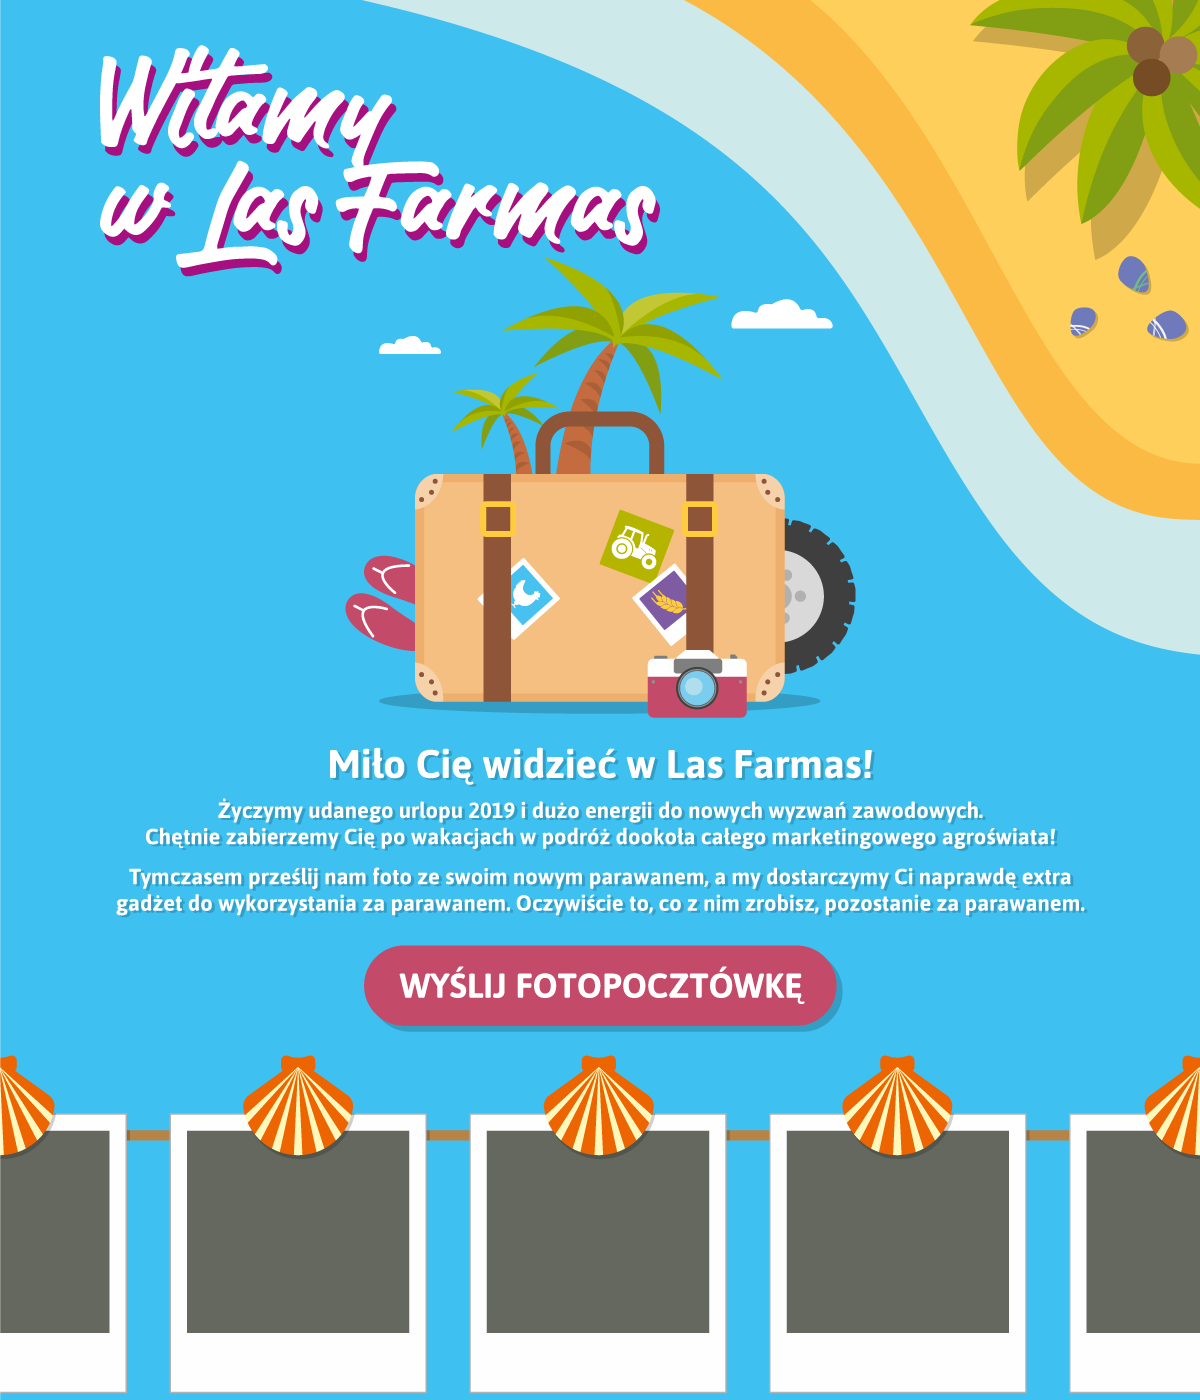 Witamy
w Las Farmas
Miło Cię widzieć w Las Farmas!
Życzymy udanego urlopu 2019 i dużo energii do nowych wyzwań zawodowych.
Chętnie zabierzemy Cię po wakacjach w podróż dookoła całego marketingowego agroświata!
Tymczasem prześlij nam foto ze swoim nowym parawanem, a my dostarczymy Ci naprawdę extra
gadżet do wykorzystania za parawanem. Oczywiście to, co z nim zrobisz, pozostanie za parawanem.
WYŚLIJ FOTOPOCZTÓWKĘ